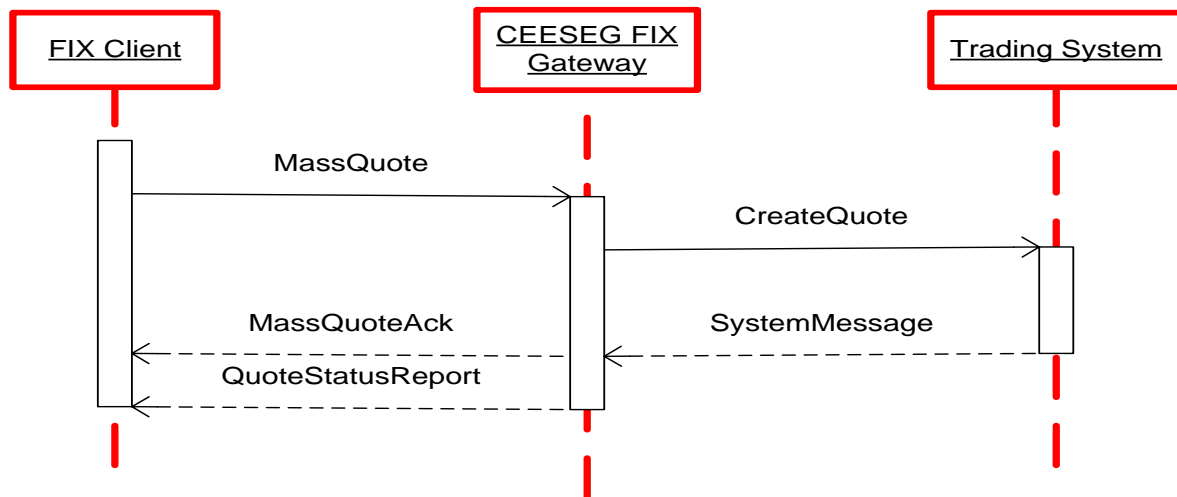 FIX Client
CEESEG FIX
Gateway
Trading System
MassQuote
CreateQuote
MassQuoteAck
SystemMessage
QuoteStatusReport